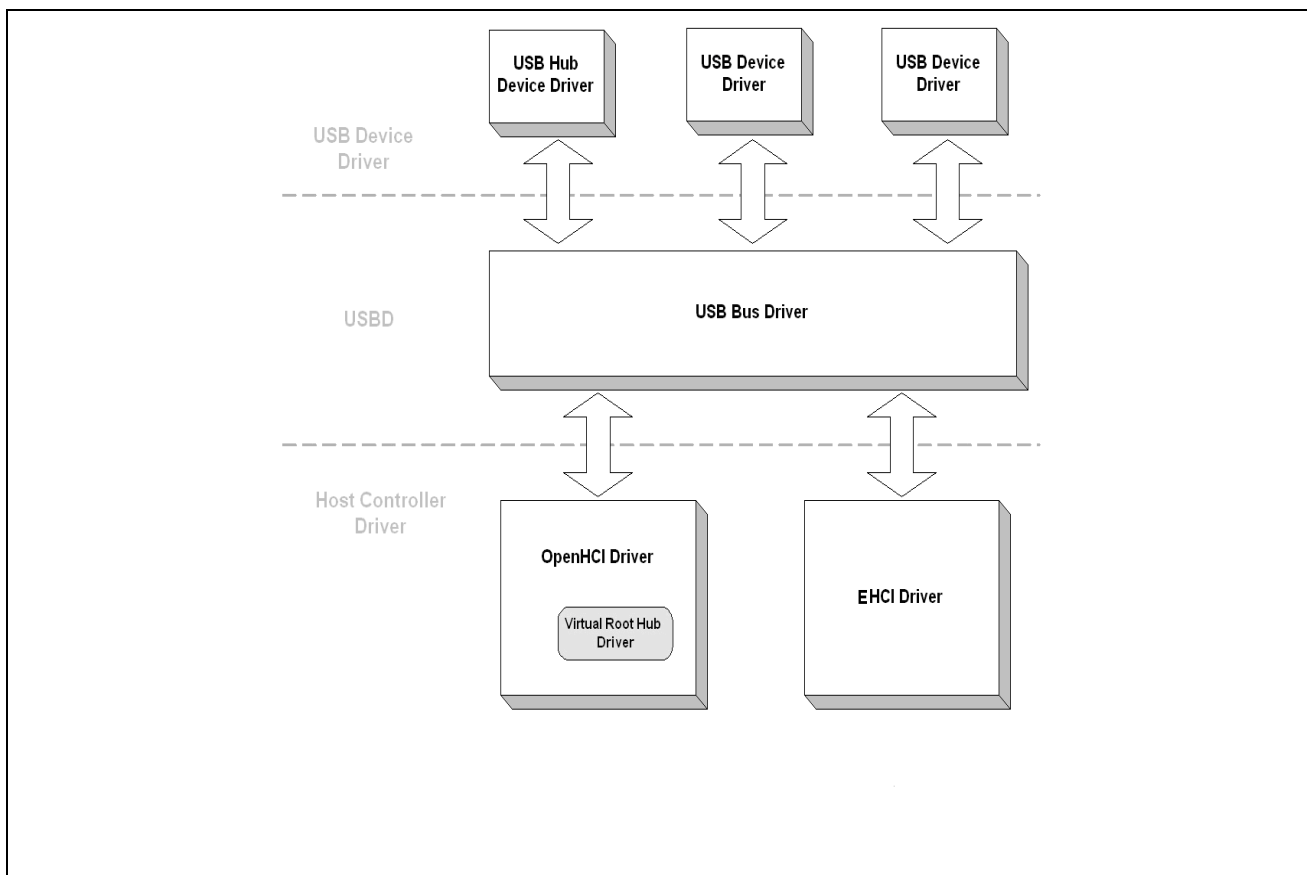 USB Hub
Device Driver
USB Device
Driver
USB Device
Driver
USB Device
Driver
USBD
USB Bus Driver
Host Controller
Driver
OpenHCI Driver
Virtual Root Hub
Driver
EHCI Driver